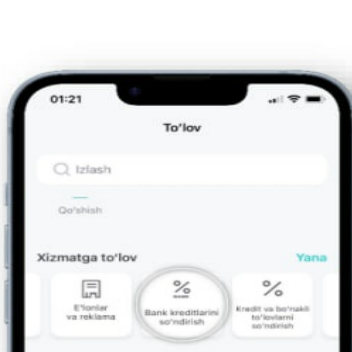 01:21
To'lov
Izlash
Qo'shish
Xizmatga to'lov Yana
E'lonlar
va reklama
Bank kreditlarini
so'ndirish
Kredit va bo'nakli
to'lovlarni
so'ndirish